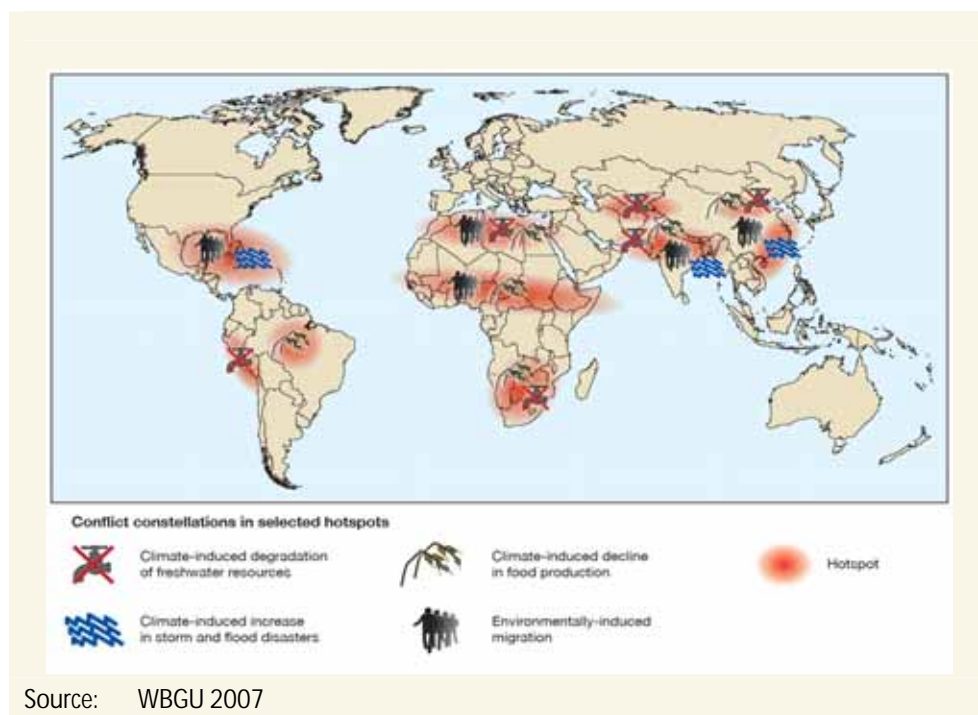 Conflict constellations in selected hotspots
Climate-induced degradation
of freshwater resources
Climate-induced decline
in food production
Hotspot
Climate-induced increase
in storm and flood disasters
Environmentally-induced
migration
Source: WBGU 2007